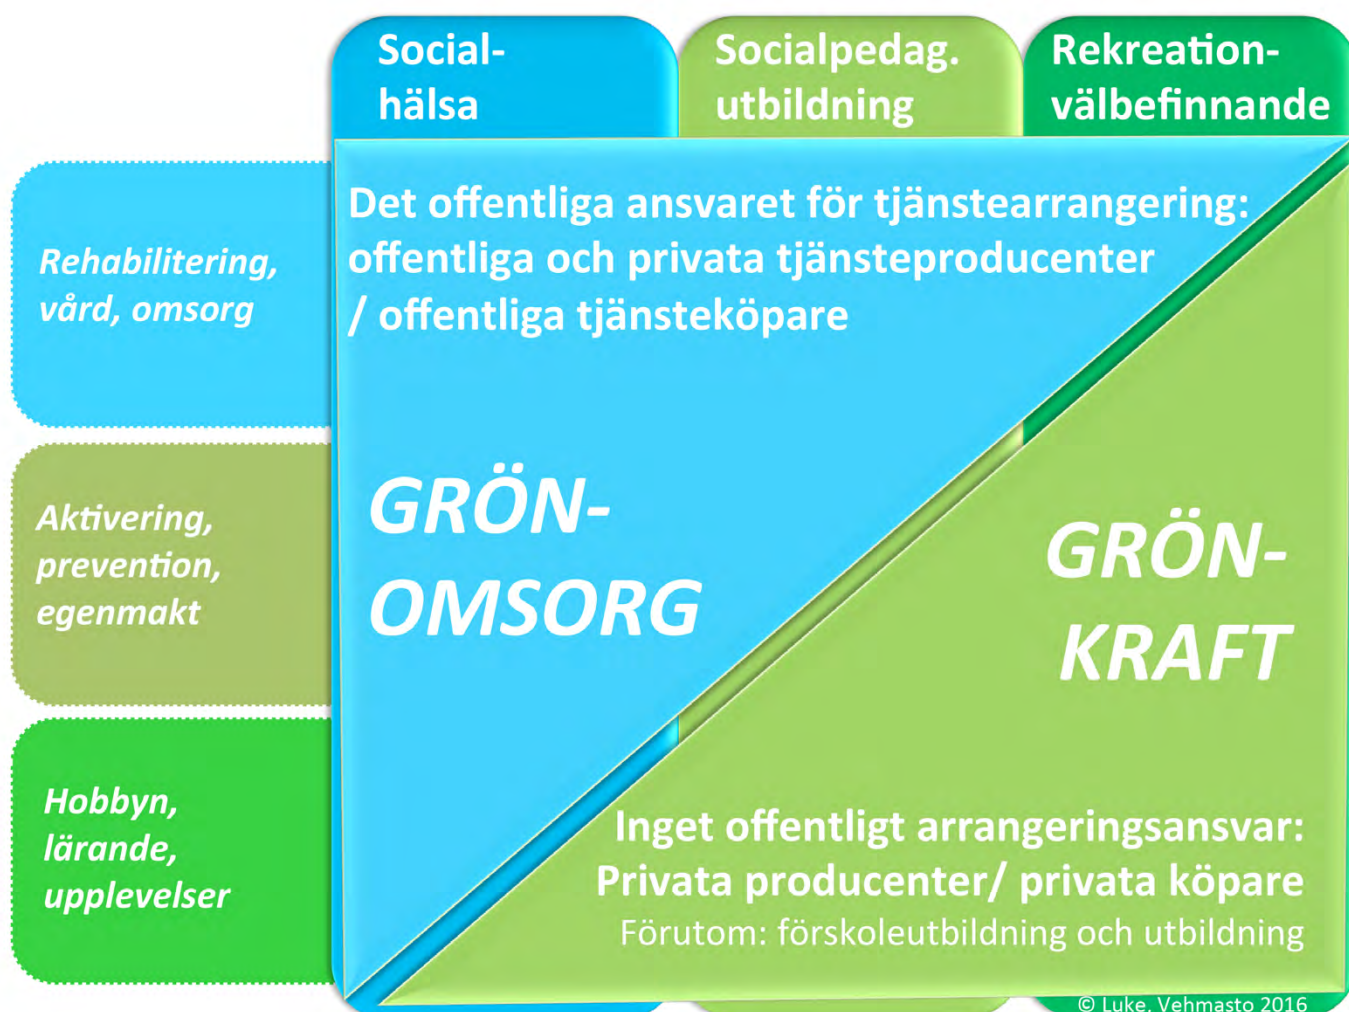 Social-
hälsa
Socialpedag.
utbildning
Rekreation-
välbefinnande
Rehabilitering,
vård, omsorg
Det offentliga ansvaret för tjänstearrangering:
offentliga och privata tjänsteproducenter
/ offentliga tjänsteköpare
Aktivering,
prevention,
egenmakt
GRÖN-
OMSORG
GRÖN-
KRAFT
Hobbyn,
lärande,
upplevelser
Inget offentligt arrangeringsansvar:
Privata producenter/ privata köpare
Förutom: förskoleutbildning och utbildning
© Luke, Vehmasto 2016